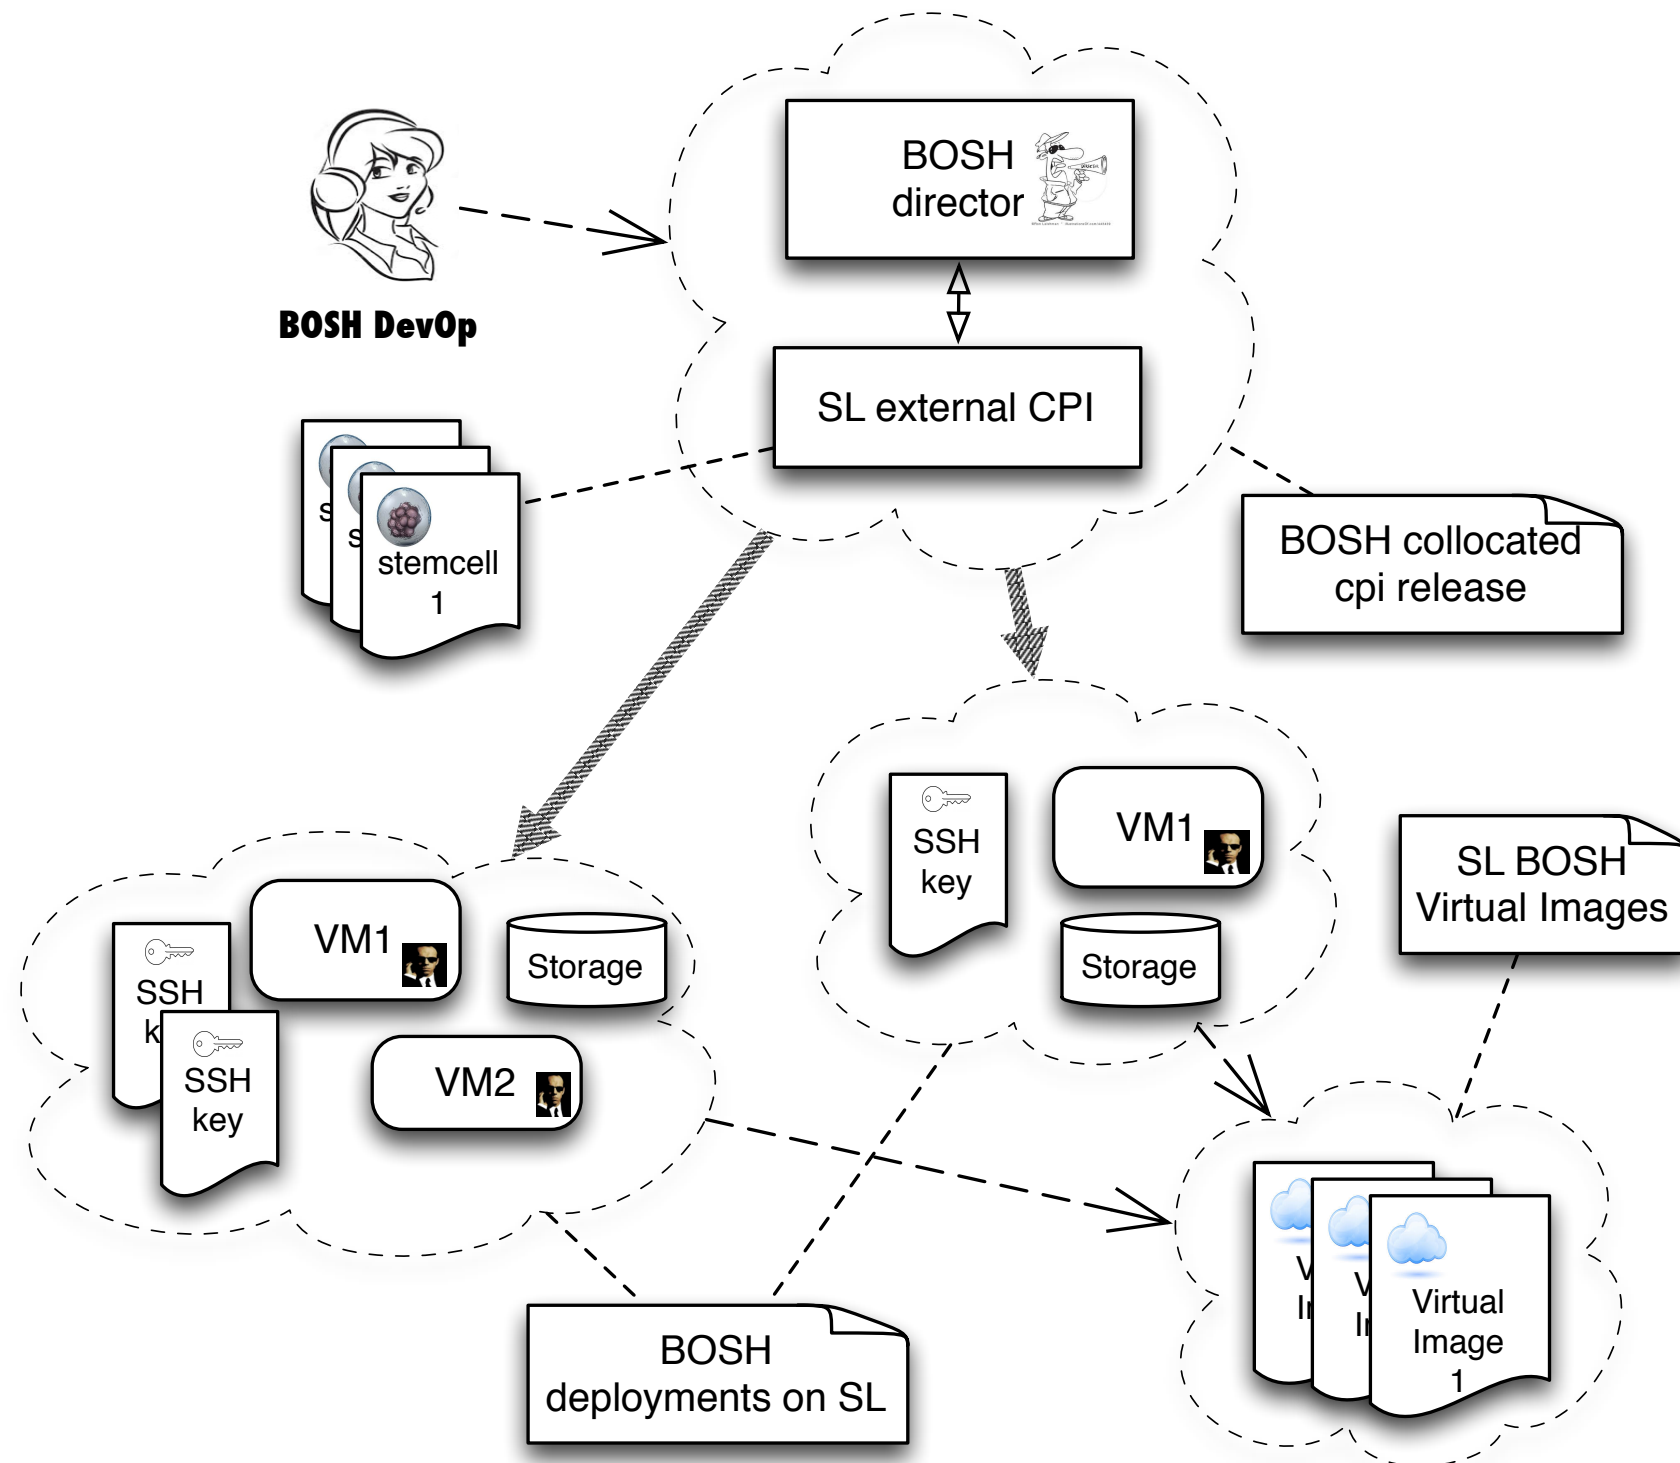 BOSH
director
BOSH DevOp
SL external CPI
s
s
stemcell
1
BOSH collocated
cpi release
SSH
key
VM1
Storage
SL BOSH
Virtual Images
SSH
k
SSH
key
VM1
Storage
VM2
V
V
Virtual
Image
1
BOSH
deployments on SL